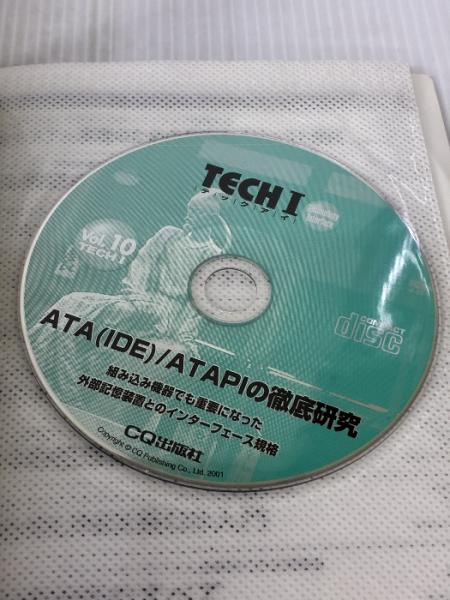 TECH I
テックアイ
Vol.10
TECH I
COMPACT
disc
ATA(IDE)/ATAPIの徹底研究
組み込み機器でも重要になった
外部記憶装置とのインターフェース規格
CQ出版社
Copyright © CQ Publishing Co., Ltd. 2001